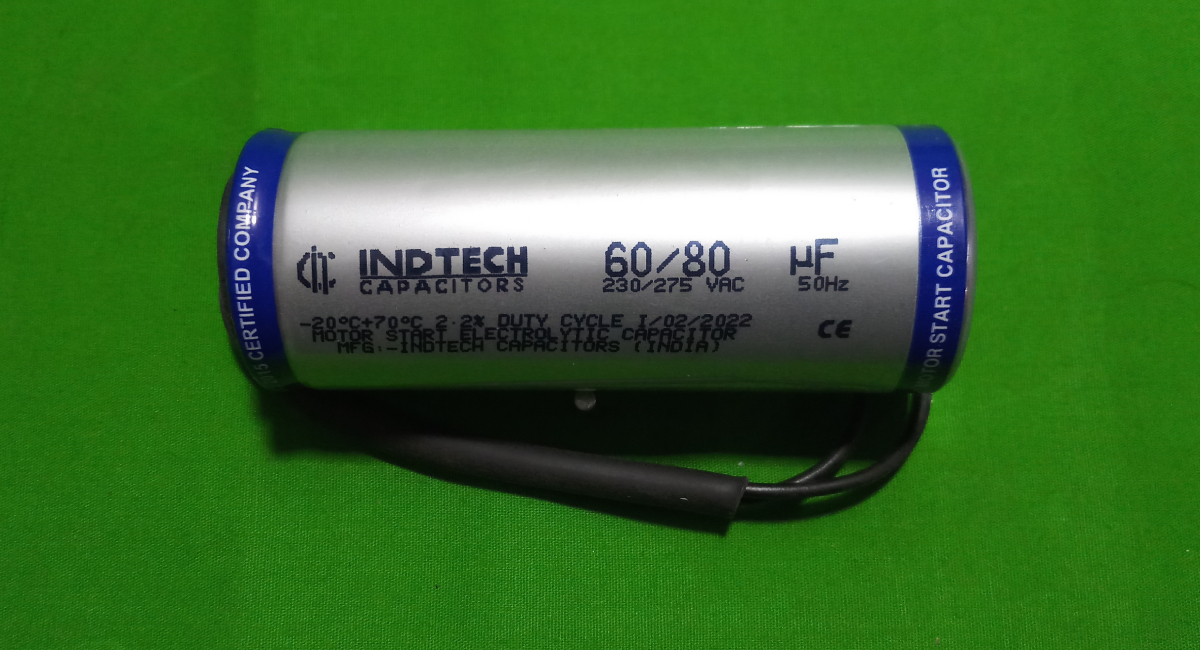 CERTIFIED COMPANY
INDTECH
CAPACITORS
60/80 µF
230/275 VAC 50Hz
-20°C+70°C 2.2% DUTY CYCLE I/02/2022
MOTOR START ELECTROLYTIC CAPACITOR
MFG.-INDTECH CAPACITORS (INDIA)
CE
MOTOR START CAPACITOR